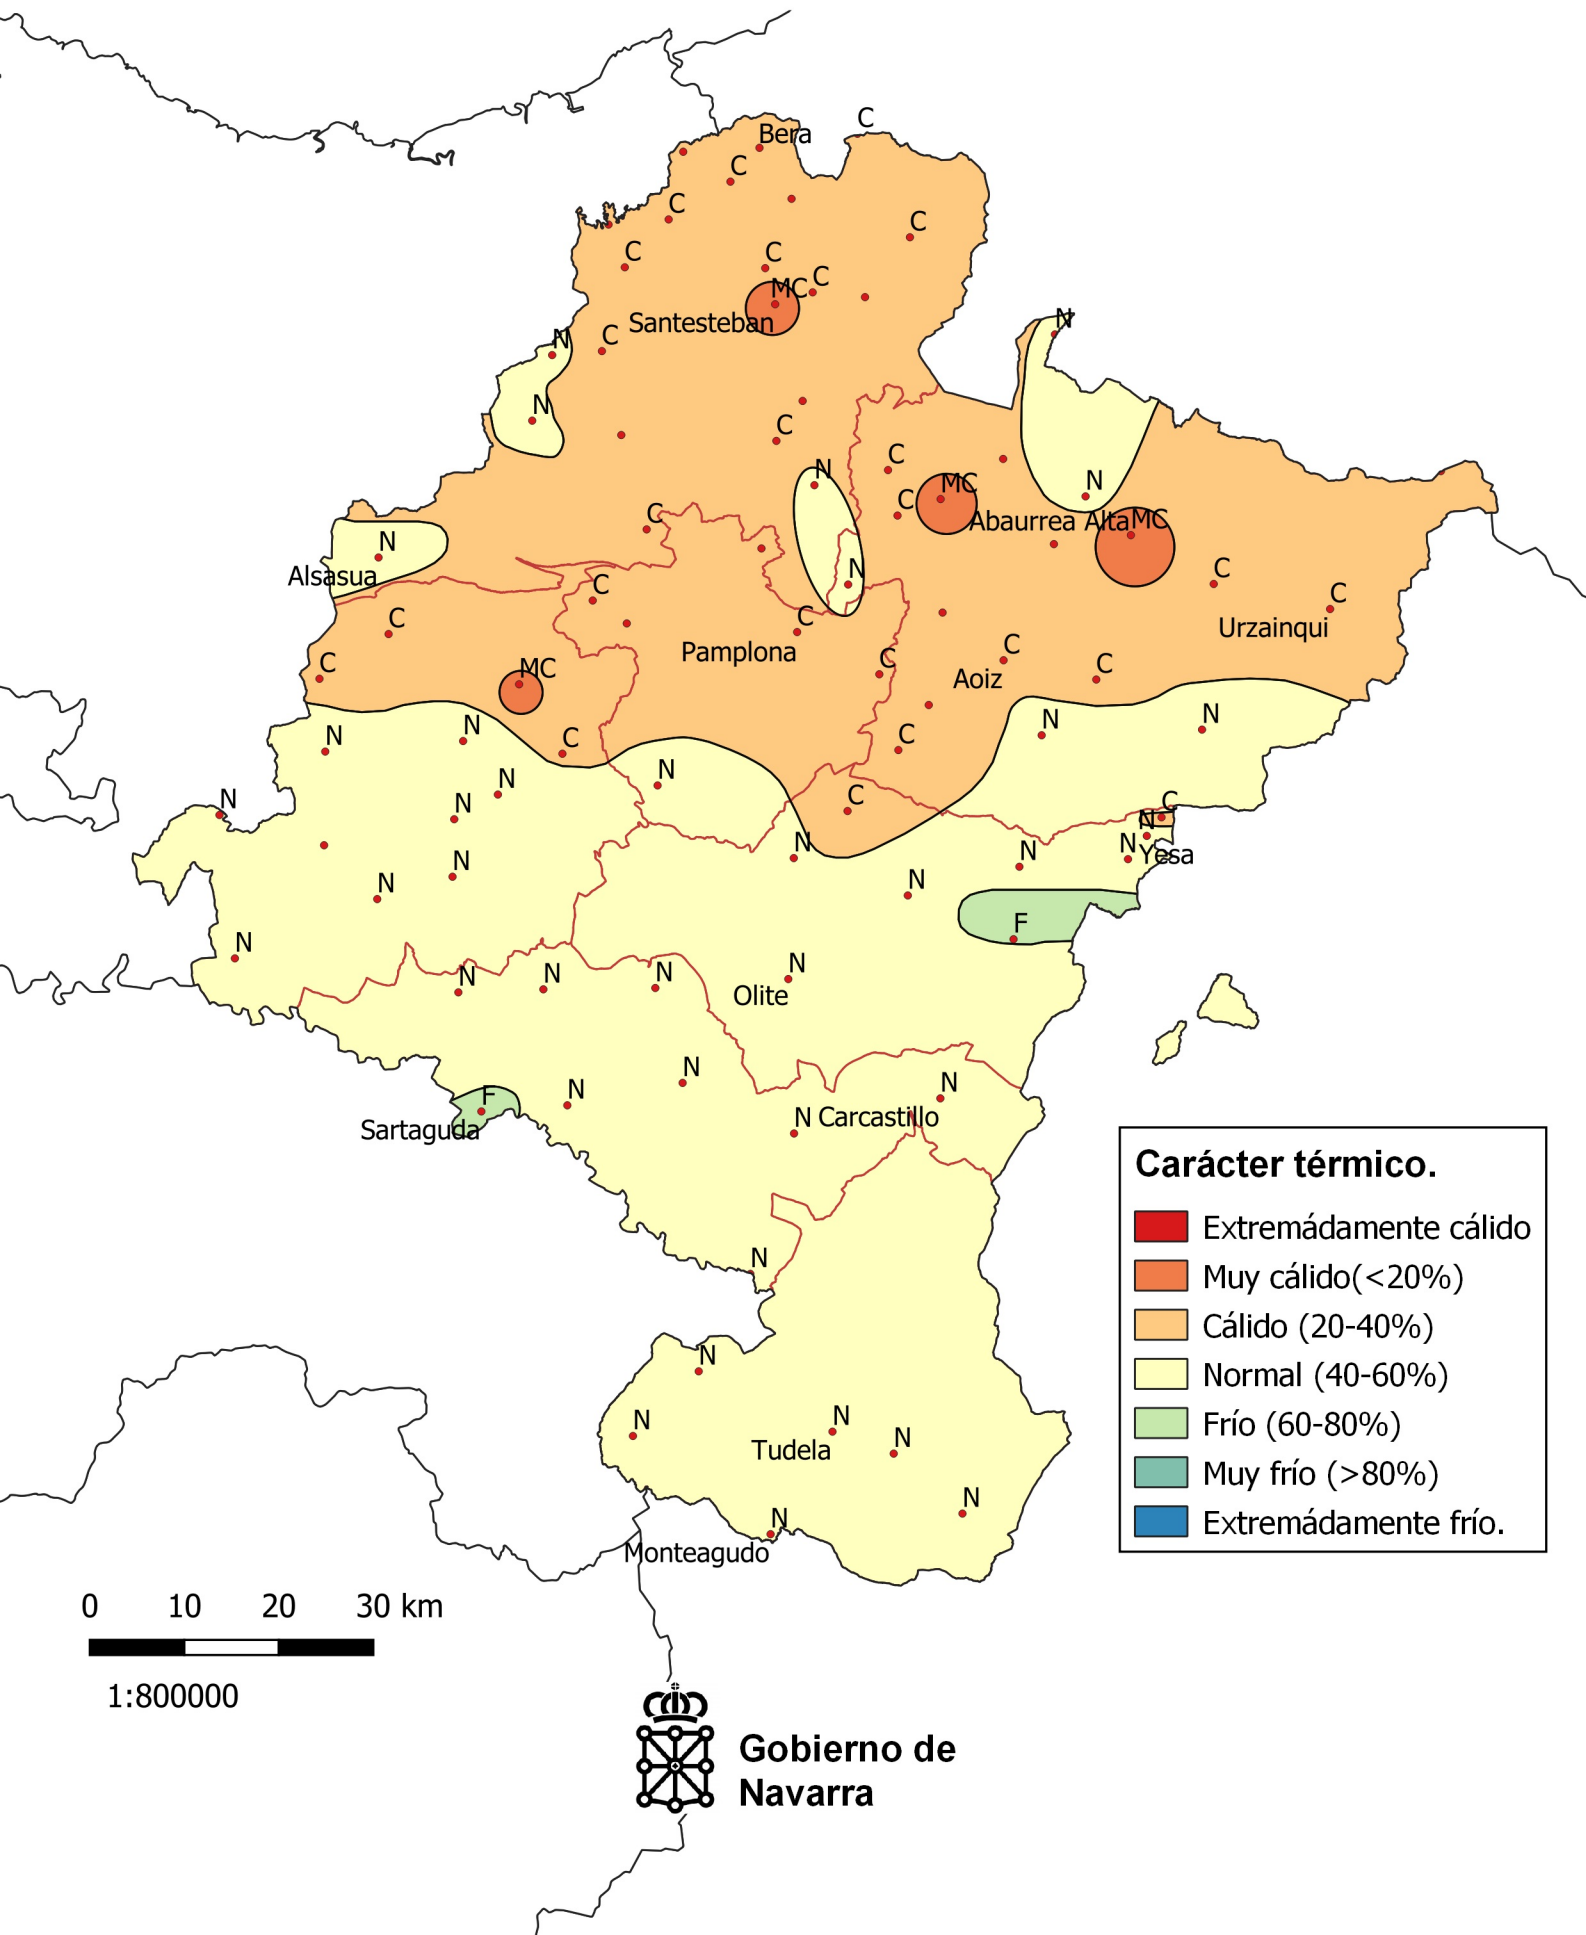 C
Bera
C
C
C
C
C
MC
C
Santesteban
N
C
N
N
C
C
N
MC
N
C
C
Abaurrea Alta
MC
N
Alsasua
N
C
C
C
C
C
Urzainqui
C
Pamplona
C
C
C
C
Aoiz
MC
N
N
N
N
C
C
N
N
N
C
N
C
N
N
N
N
Yesa
N
N
N
N
F
N
N
N
N
N
Olite
N
N
F
N
N
Carcastillo
Sartaguda
N
N
N
N
N
Tudela
N
N
Monteagudo
Carácter térmico.
Extremádamente cálido
Muy cálido(<20%)
Cálido (20-40%)
Normal (40-60%)
Frío (60-80%)
Muy frío (>80%)
Extremádamente frío.
0 10 20 30 km
1:800000
Gobierno de
Navarra